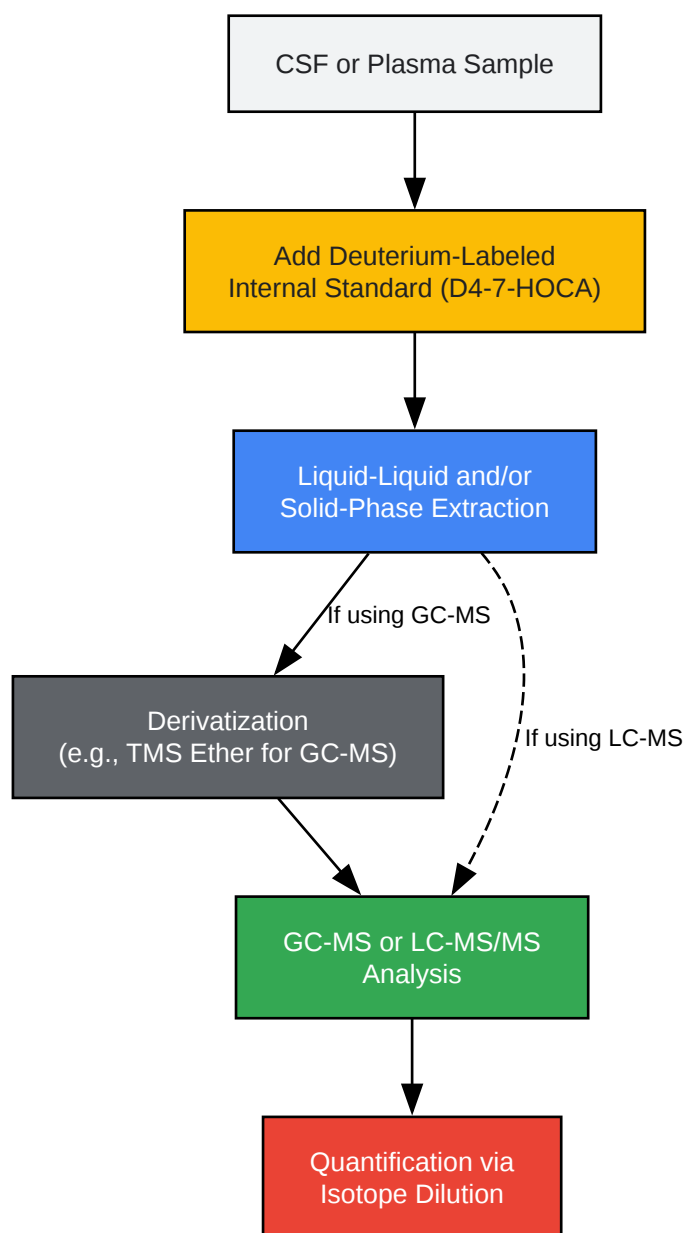 CSF or Plasma Sample
Add Deuterium-Labeled
Internal Standard (D4-7-HOCA)
Liquid-Liquid and/or
Solid-Phase Extraction
If using GC-MS
Derivatization
(e.g., TMS Ether for GC-MS)
If using LC-MS
GC-MS or LC-MS/MS
Analysis
Quantification via
Isotope Dilution